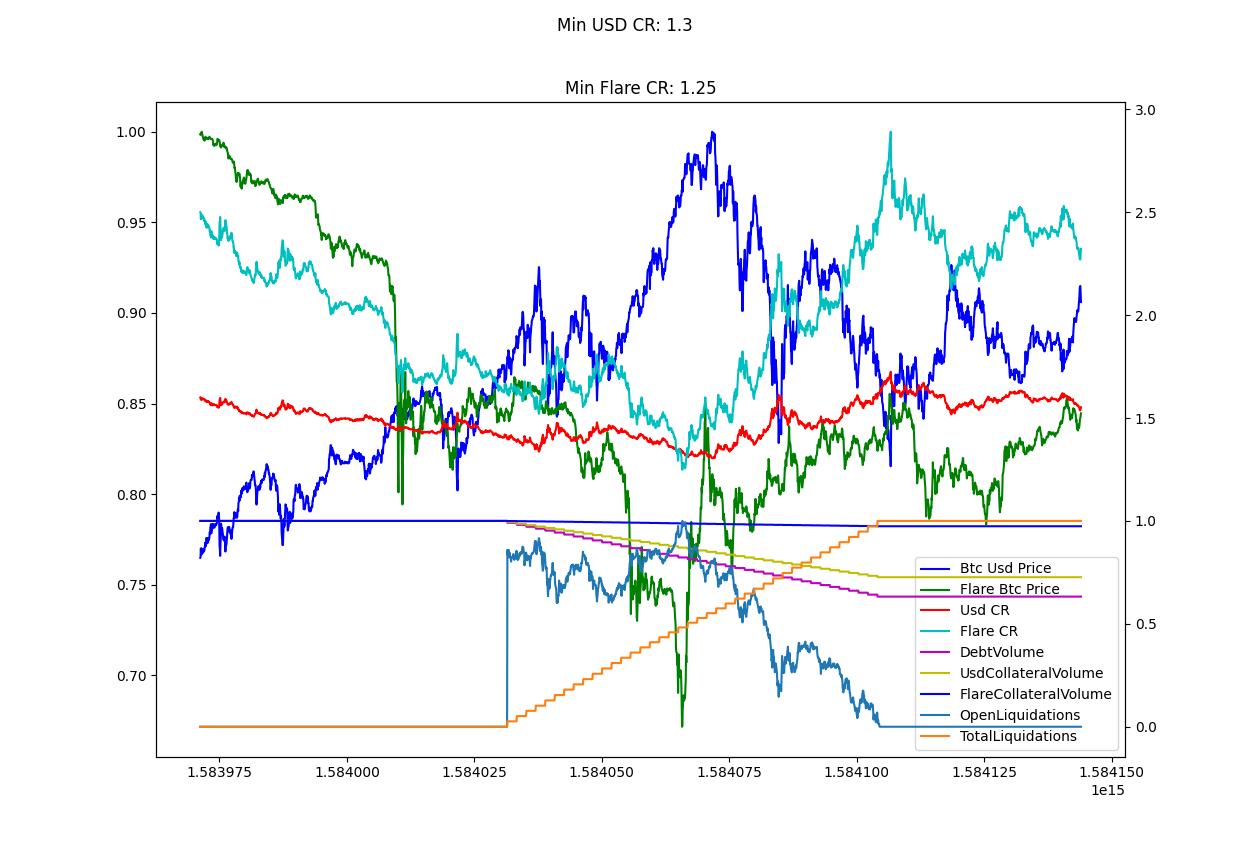 Min USD CR: 1.3
Min Flare CR: 1.25
1.00
0.95
0.90
0.85
0.80
0.75
0.70
3.0
2.5
2.0
1.5
1.0
0.5
0.0
Btc Usd Price
Flare Btc Price
Usd CR
Flare CR
DebtVolume
UsdCollateralVolume
FlareCollateralVolume
OpenLiquidations
TotalLiquidations
1.583975 1.584000 1.584025 1.584050 1.584075 1.584100 1.584125 1.584150
1e15